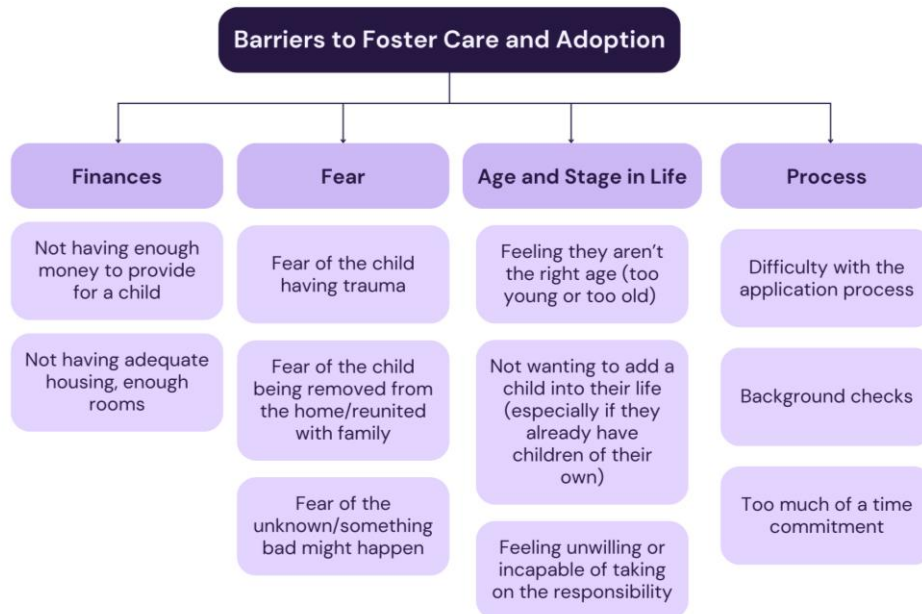 Barriers to Foster Care and Adoption
Finances
Not having enough
money to provide
for a child
Not having adequate
housing, enough
rooms
Fear
Fear of the child
having trauma
Fear of the child
being removed from
the home/reunited
with family
Fear of the
unknown/something
bad might happen
Age and Stage in Life
Feeling they aren’t
the right age (too
young or too old)
Not wanting to add a
child into their life
(especially if they
already have
children of their
own)
Feeling unwilling or
incapable of taking
on the responsibility
Process
Difficulty with the
application process
Background checks
Too much of a time
commitment